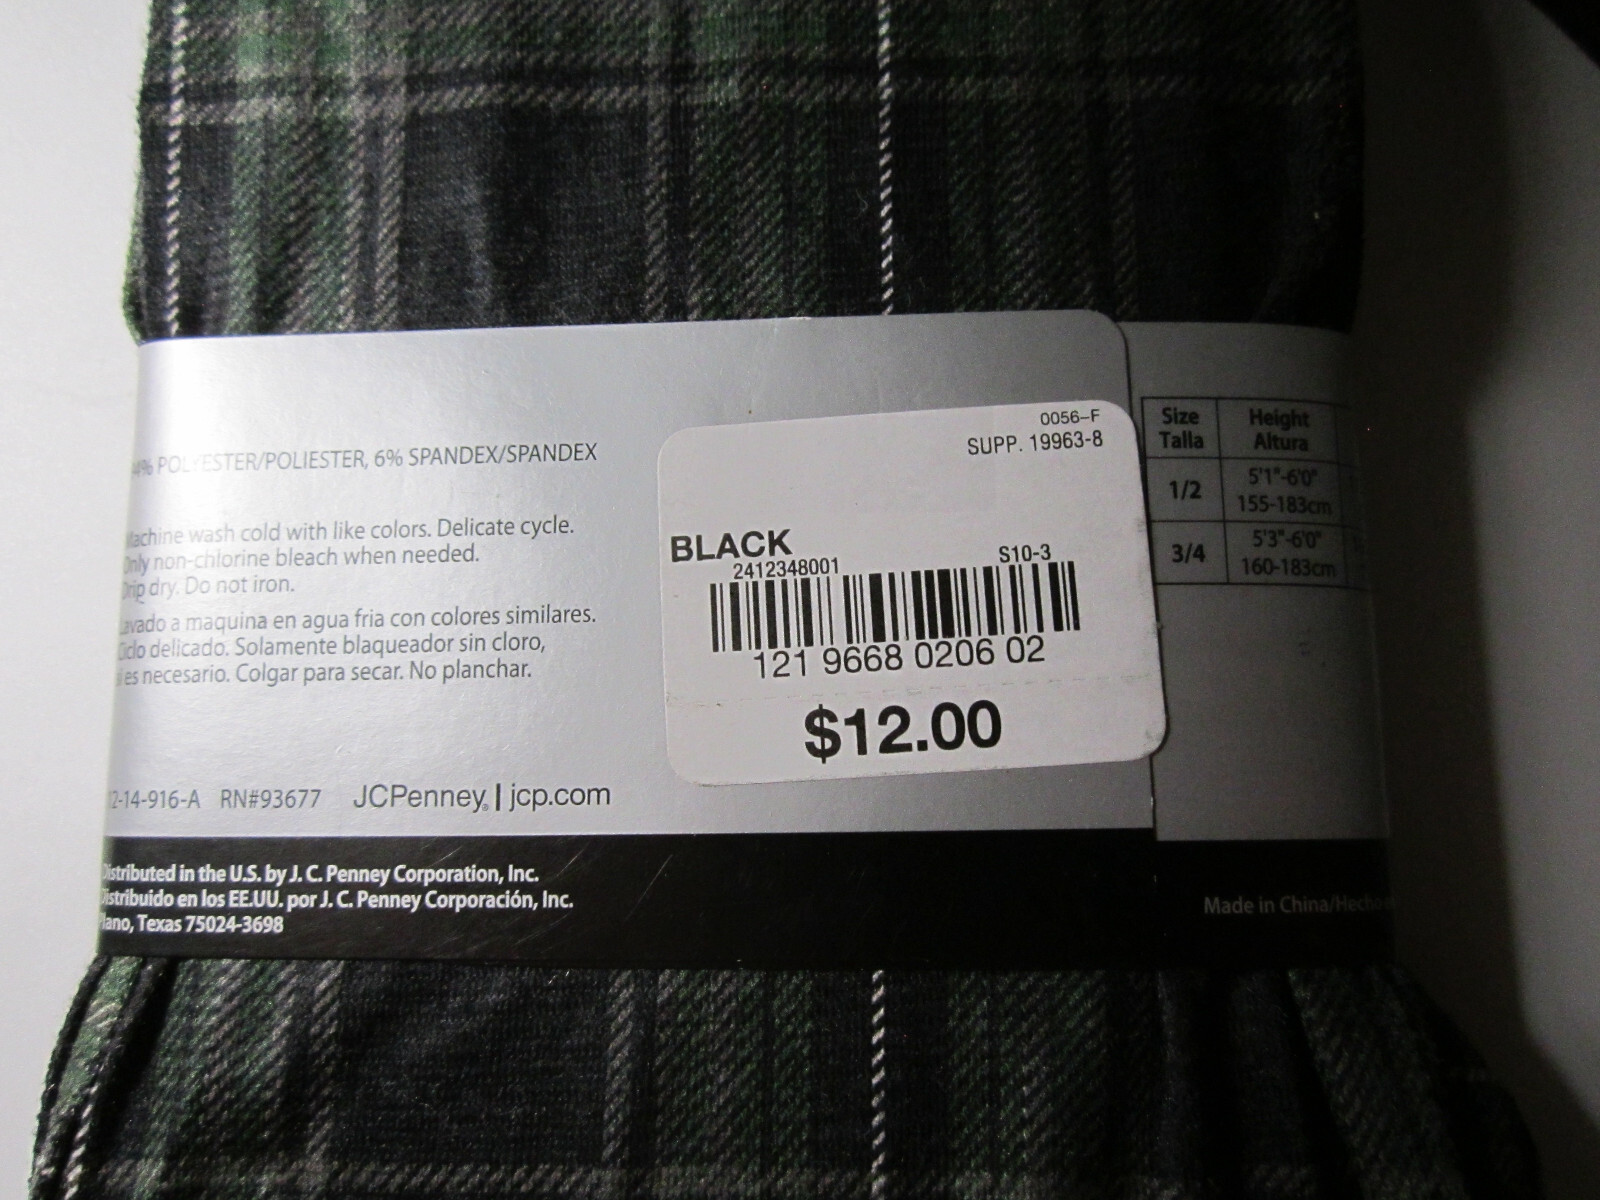 4% POLYESTER/POLIESTER, 6% SPANDEX/SPANDEX
Machine wash cold with like colors. Delicate cycle.
Only non-chlorine bleach when needed.
Drip dry. Do not iron.
Lavado a maquina en agua fria con colores similares.
Ciclo delicado. Solamente blaqueador sin cloro,
si es necesario. Colgar para secar. No planchar.
2-14-916-A RN#93677 JCPenney® | jcp.com
Distributed in the U.S. by J. C. Penney Corporation, Inc.
Distribuido en los EE.UU. por J. C. Penney Corporación, Inc.
Plano, Texas 75024-3698
0056-F
SUPP. 19963-8
BLACK
2412348001 S10-3
121 9668 0206 02
$12.00
Size Height
Talla Altura
1/2 5'1"-6'0"
155-183cm
3/4 5'3"-6'0"
160-183cm
Made in China/Hecho